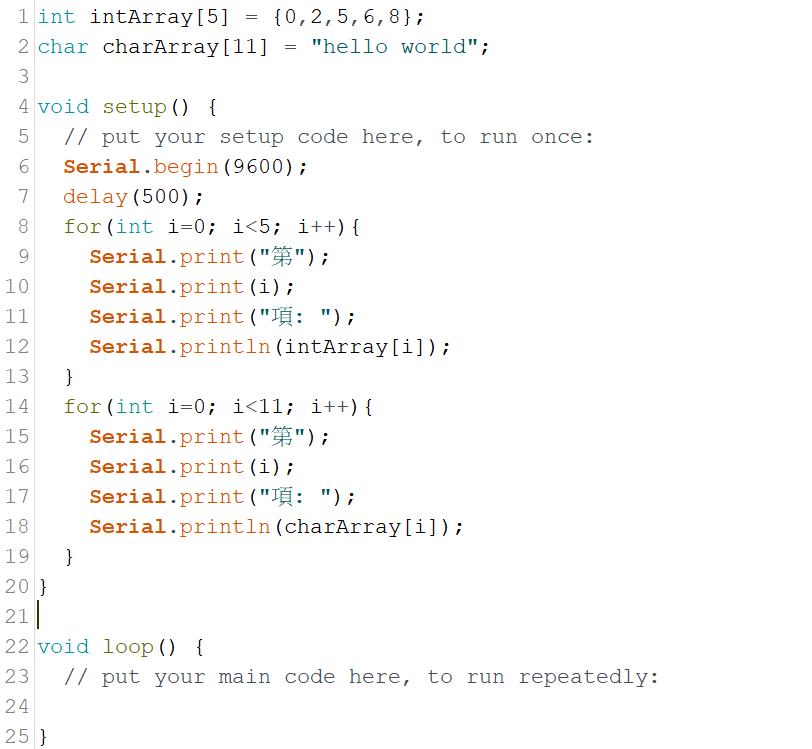 1 int intArray[5] = {0,2,5,6,8};
2 char charArray[11] = "hello world";
3
4 void setup() {
5   // put your setup code here, to run once:
6   Serial.begin(9600);
7   delay(500);
8   for(int i=0; i<5; i++){
9     Serial.print("第");
10     Serial.print(i);
11     Serial.print("項: ");
12     Serial.println(intArray[i]);
13   }
14   for(int i=0; i<11; i++){
15     Serial.print("第");
16     Serial.print(i);
17     Serial.print("項: ");
18     Serial.println(charArray[i]);
19   }
20 }
21
22 void loop() {
23   // put your main code here, to run repeatedly:
24
25 }